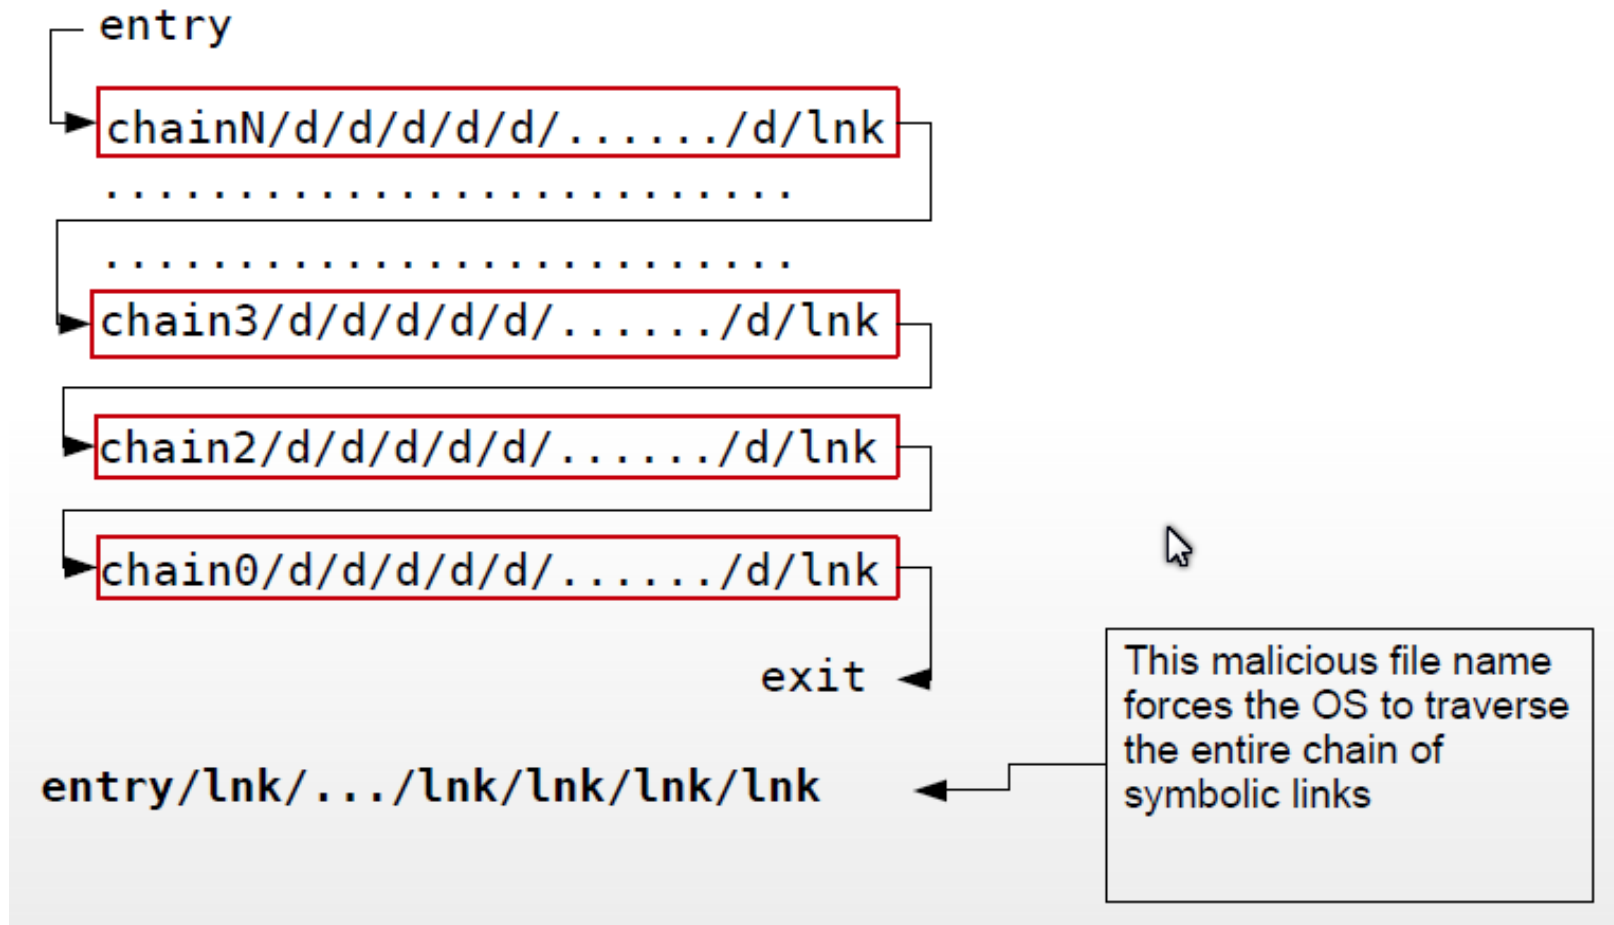 entry
chainN/d/d/d/d/d/....../d/lnk
..........................
..........................
chain3/d/d/d/d/d/....../d/lnk
chain2/d/d/d/d/d/....../d/lnk
chain0/d/d/d/d/d/....../d/lnk
exit
entry/lnk/.../lnk/lnk/lnk/lnk
This malicious file name
forces the OS to traverse
the entire chain of
symbolic links